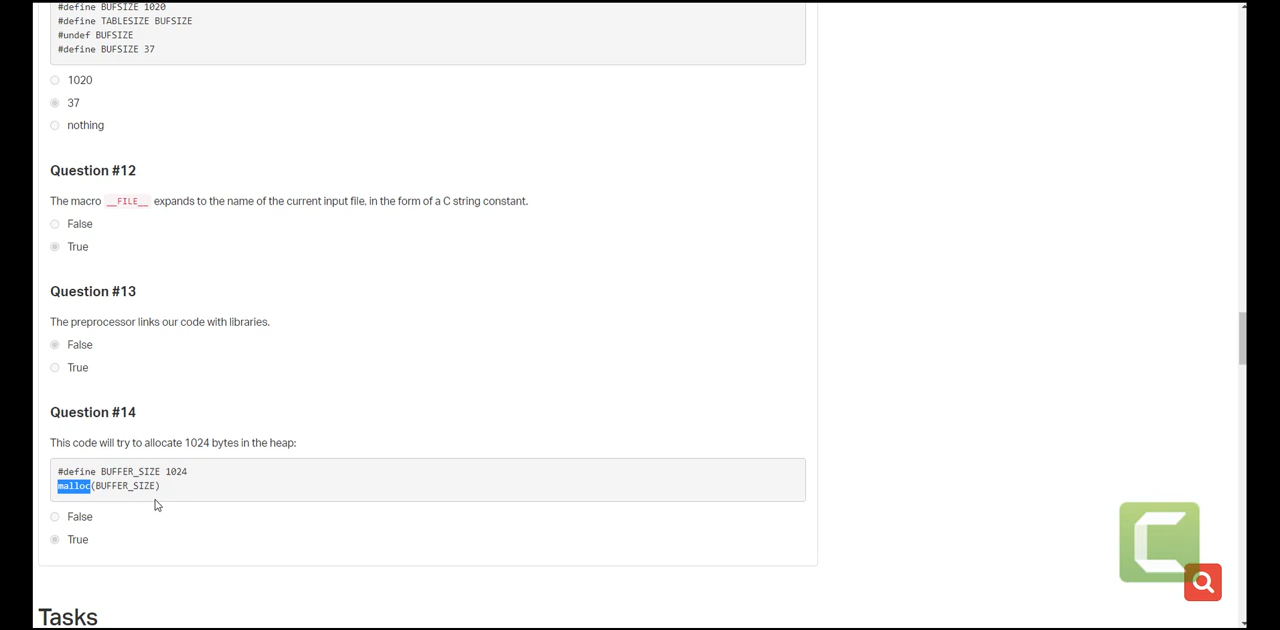 #define BUFSIZE 1020
#define TABLESIZE BUFSIZE
#undef BUFSIZE
#define BUFSIZE 37
1020
37
nothing
Question #12
The macro __FILE__ expands to the name of the current input file, in the form of a C string constant.
False
True
Question #13
The preprocessor links our code with libraries.
False
True
Question #14
This code will try to allocate 1024 bytes in the heap:
#define BUFFER_SIZE 1024
malloc(BUFFER_SIZE)
False
True
Tasks